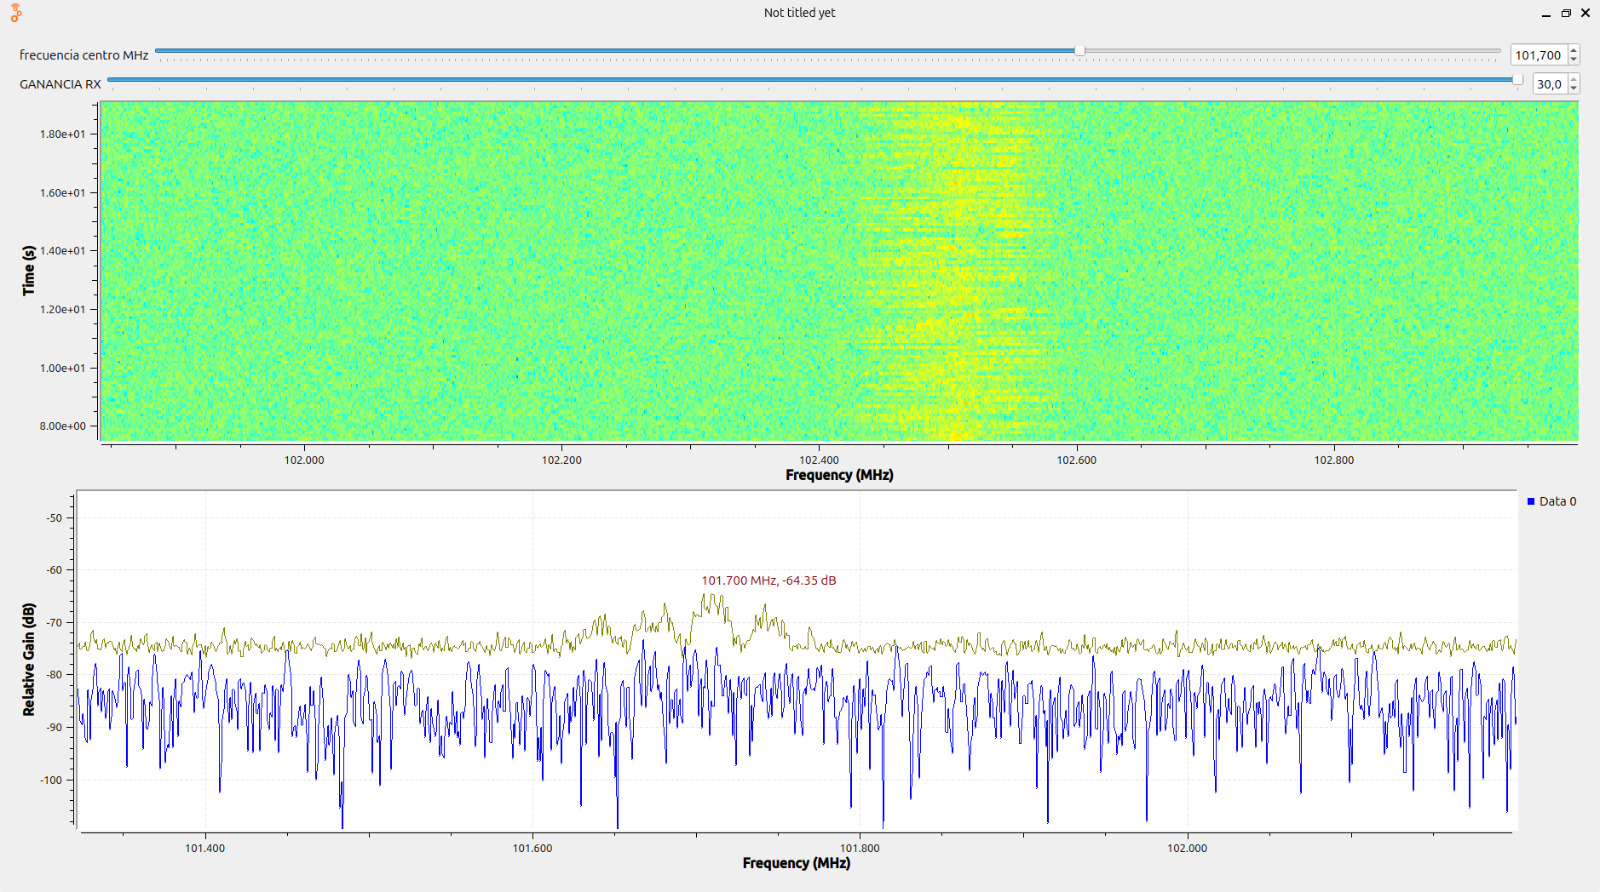 Not titled yet
frecuencia centro MHz 101,700
GANANCIA RX 30,0
Time (s)
1.80e+01
1.60e+01
1.40e+01
1.20e+01
1.00e+01
8.00e+00
102.000 102.200 102.400 102.600 102.800
Frequency (MHz)
Data 0
Relative Gain (dB)
-50
-60
101.700 MHz, -64.35 dB
-70
-80
-90
-100
101.400 101.600 101.800 102.000
Frequency (MHz)